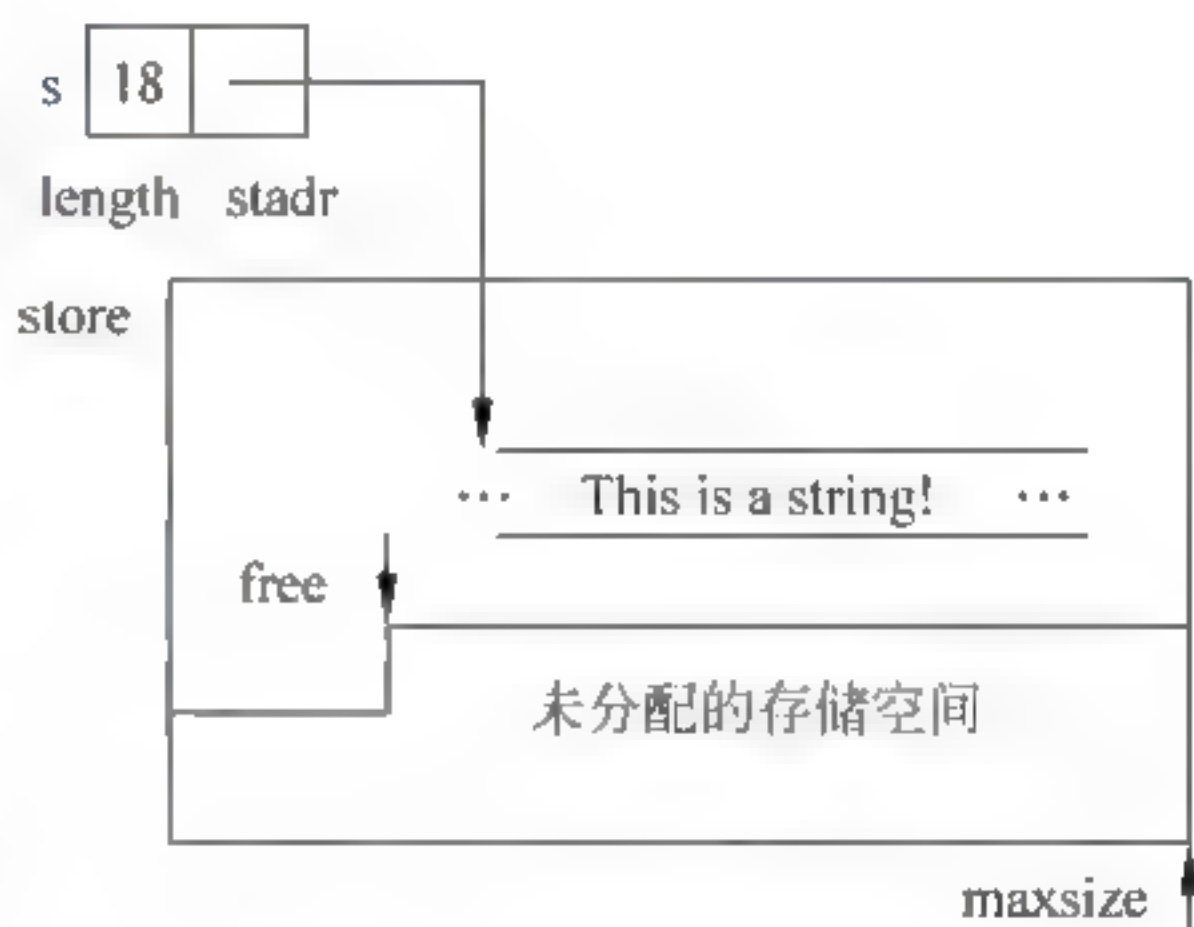 s 18
length stadr
store
... This is a string! ...
free
未分配的存储空间
maxsize